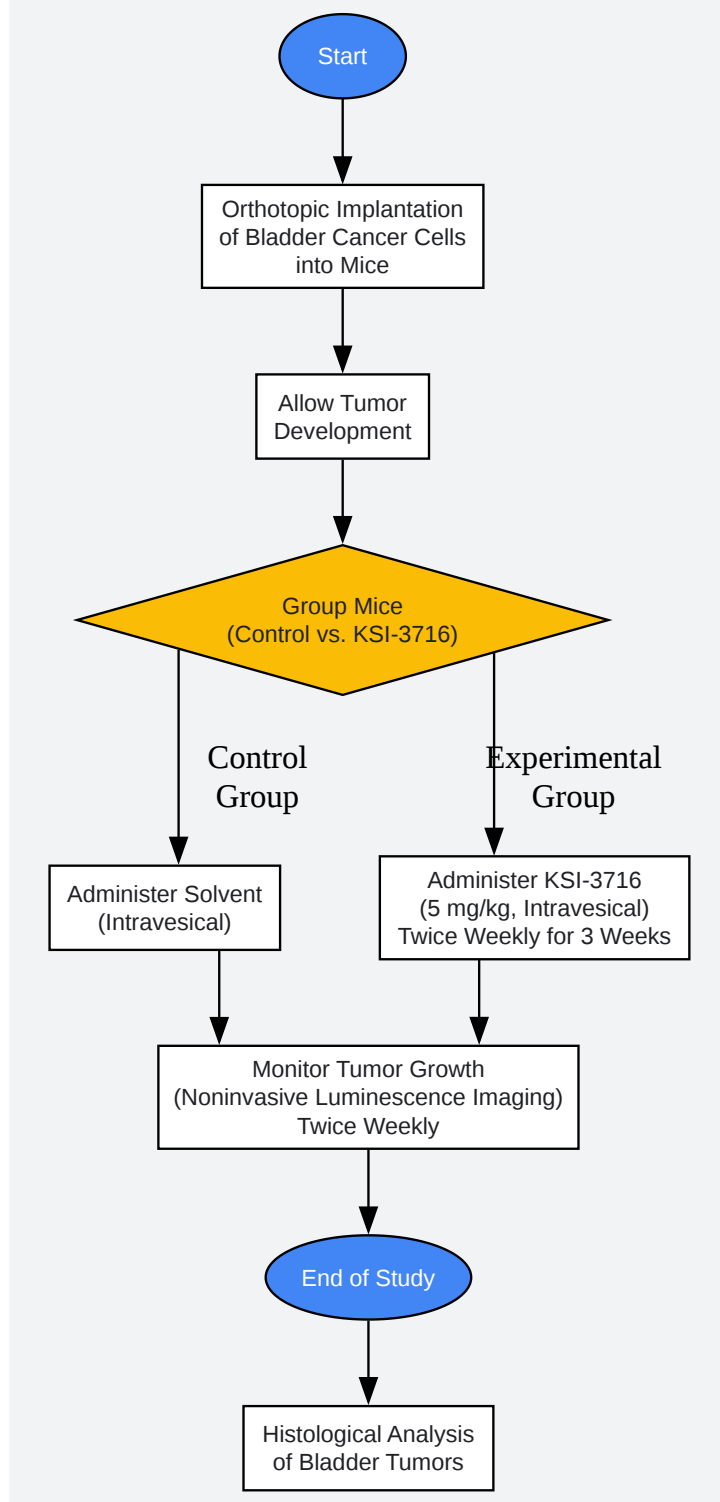 Start
Orthotopic Implantation
of Bladder Cancer Cells
into Mice
Allow Tumor
Development
Group Mice
(Control vs. KSI-3716)
Control
Group
Experimental
Group
Administer Solvent
(Intravesical)
Administer KSI-3716
(5 mg/kg, Intravesical)
Twice Weekly for 3 Weeks
Monitor Tumor Growth
(Noninvasive Luminescence Imaging)
Twice Weekly
End of Study
Histological Analysis
of Bladder Tumors